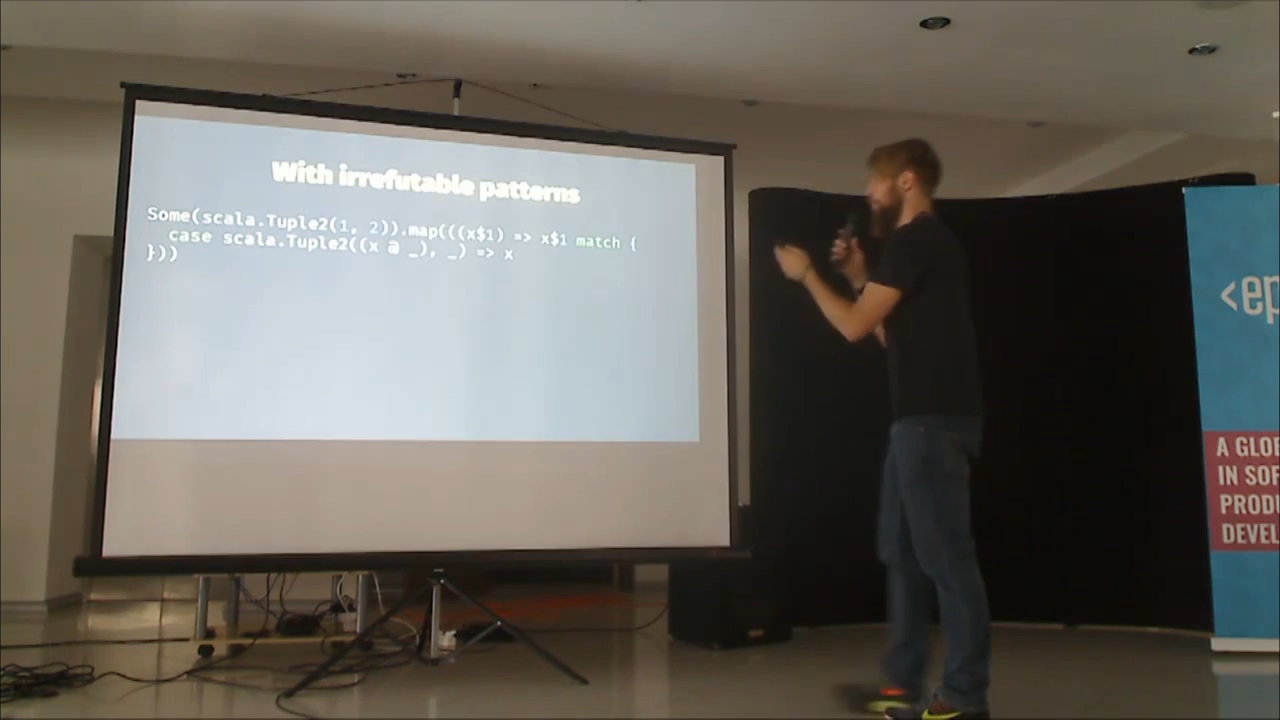 With irrefutable patterns
Some(scala.Tuple2(1, 2)).map(((x$1) => x$1 match {
case scala.Tuple2((x @ _), _) => x
}))
<ep
A GLO
IN SOF
PRODU
DEVEL